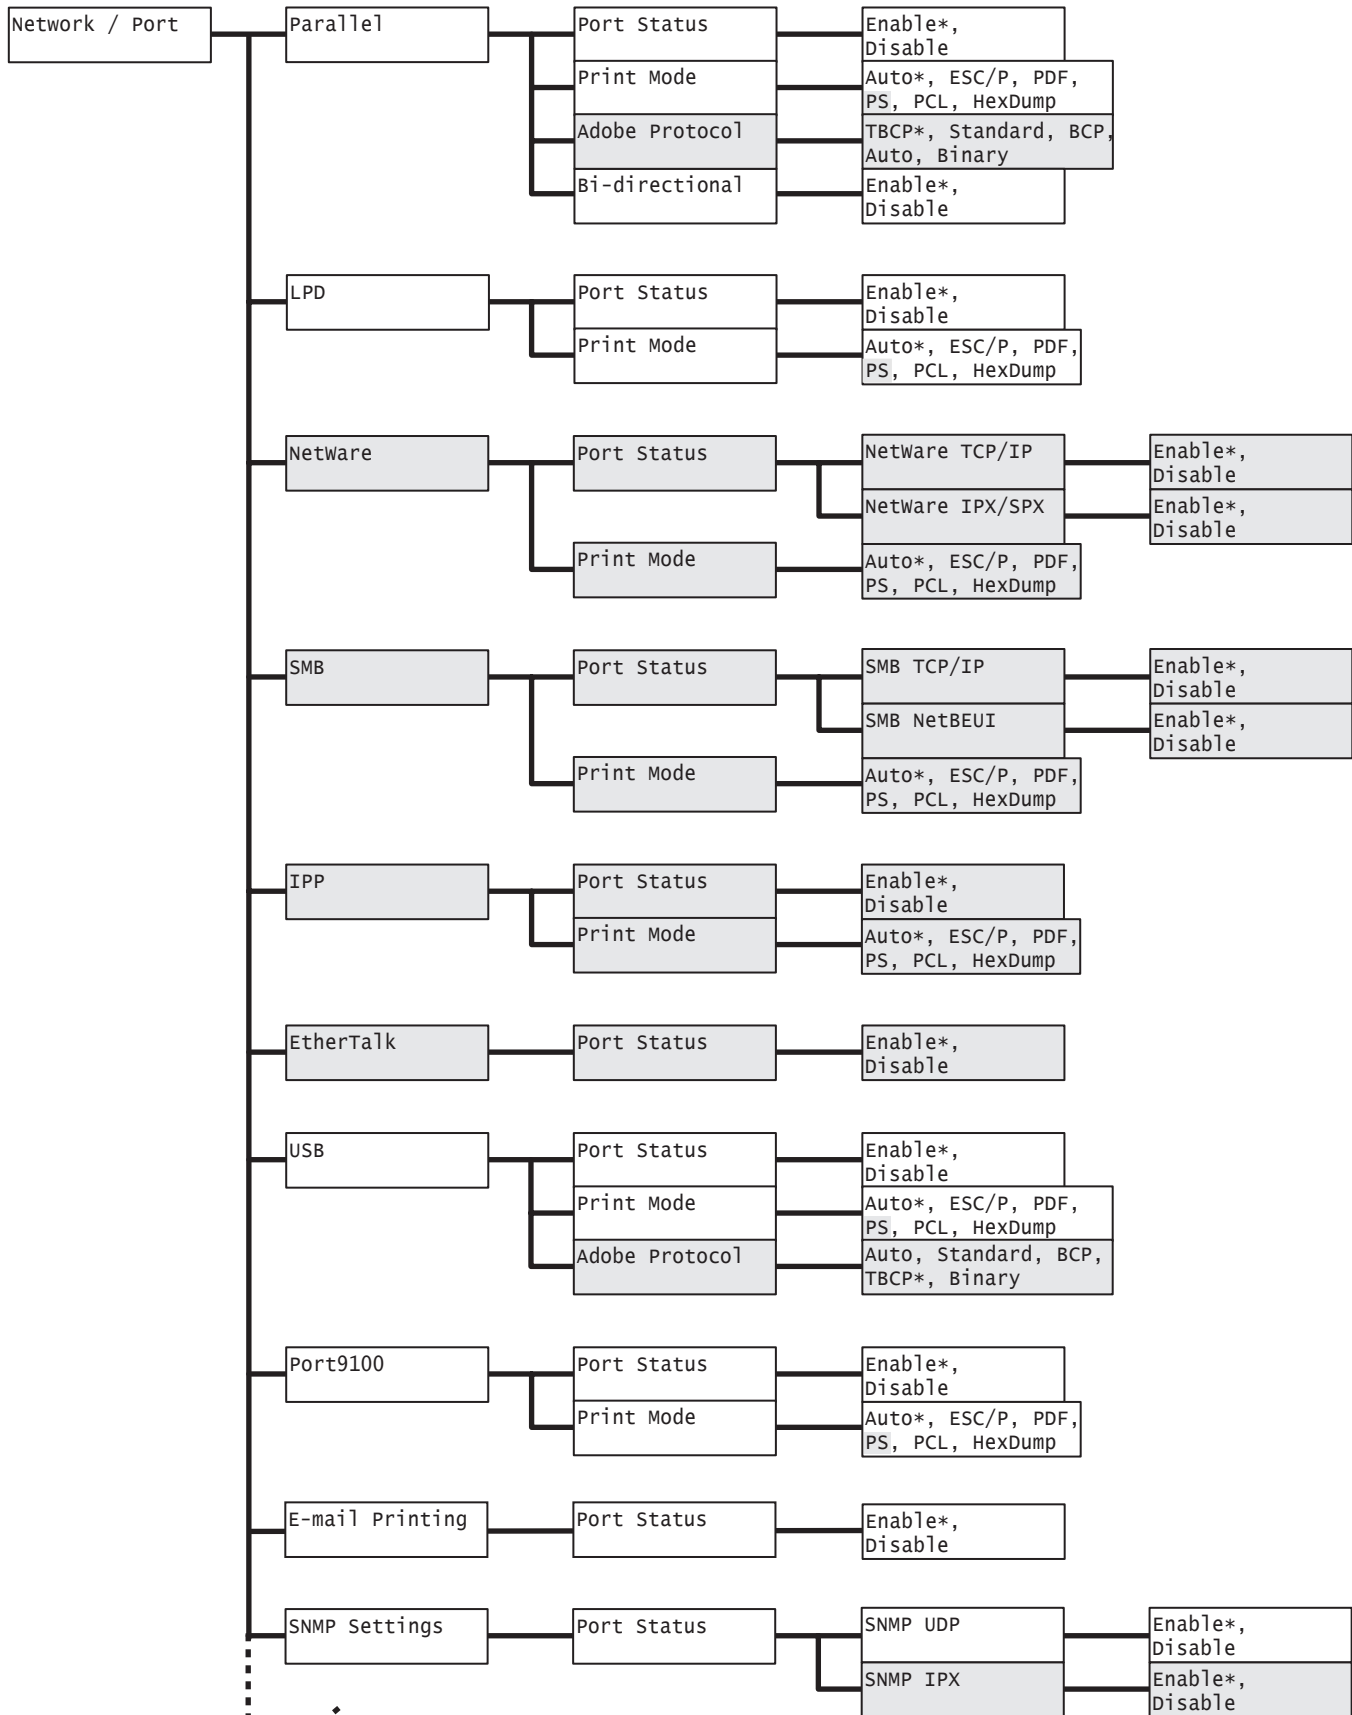 Network / Port
Parallel
Port Status
Enable*,
Disable
Print Mode
Auto*, ESC/P, PDF,
PS, PCL, HexDump
Adobe Protocol
TBCP*, Standard, BCP,
Auto, Binary
Bi-directional
Enable*,
Disable
LPD
Port Status
Enable*,
Disable
Print Mode
Auto*, ESC/P, PDF,
PS, PCL, HexDump
NetWare
Port Status
NetWare TCP/IP
Enable*,
Disable
NetWare IPX/SPX
Enable*,
Disable
Print Mode
Auto*, ESC/P, PDF,
PS, PCL, HexDump
SMB
Port Status
SMB TCP/IP
Enable*,
Disable
SMB NetBEUI
Enable*,
Disable
Print Mode
Auto*, ESC/P, PDF,
PS, PCL, HexDump
IPP
Port Status
Enable*,
Disable
Print Mode
Auto*, ESC/P, PDF,
PS, PCL, HexDump
EtherTalk
Port Status
Enable*,
Disable
USB
Port Status
Enable*,
Disable
Print Mode
Auto*, ESC/P, PDF,
PS, PCL, HexDump
Adobe Protocol
Auto, Standard, BCP,
TBCP*, Binary
Port9100
Port Status
Enable*,
Disable
Print Mode
Auto*, ESC/P, PDF,
PS, PCL, HexDump
E-mail Printing
Port Status
Enable*,
Disable
SNMP Settings
Port Status
SNMP UDP
Enable*,
Disable
SNMP IPX
Enable*,
Disable